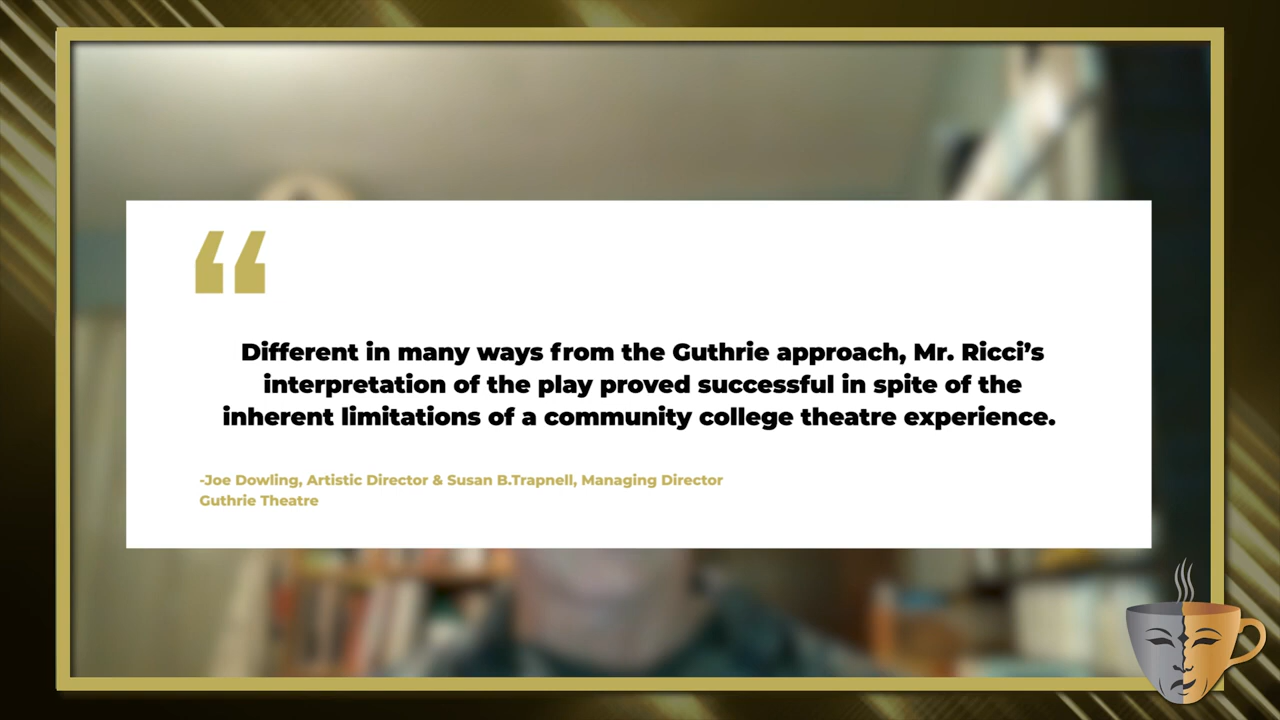 “
Different in many ways from the Guthrie approach, Mr. Ricci’s
interpretation of the play proved successful in spite of the
inherent limitations of a community college theatre experience.
-Joe Dowling, Artistic Director & Susan B.Trapnell, Managing Director
Guthrie Theatre